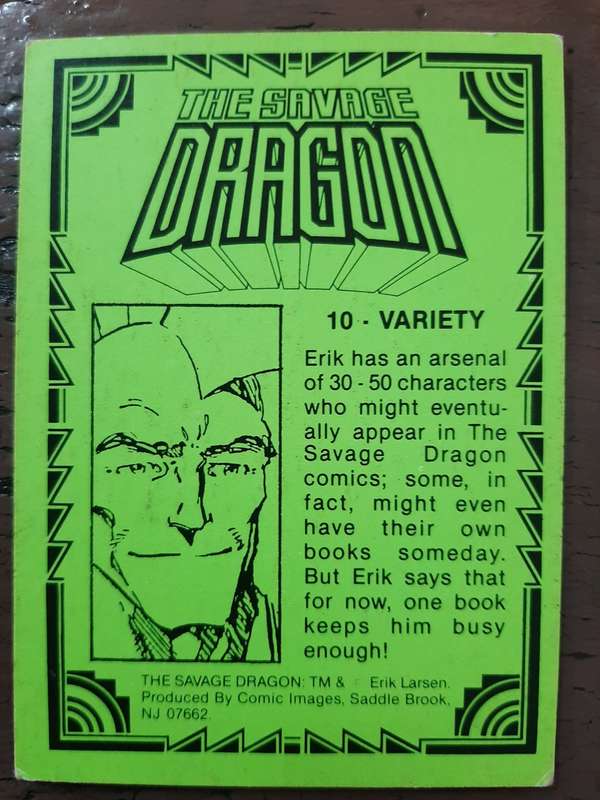 THE SAVAGE
DRAGON
10 - VARIETY
Erik has an arsenal
of 30 - 50 characters
who might eventu-
ally appear in The
Savage Dragon
comics; some, in
fact, might even
have their own
books someday.
But Erik says that
for now, one book
keeps him busy
enough!
THE SAVAGE DRAGON: TM & Erik Larsen.
Produced By Comic Images, Saddle Brook,
NJ 07662.